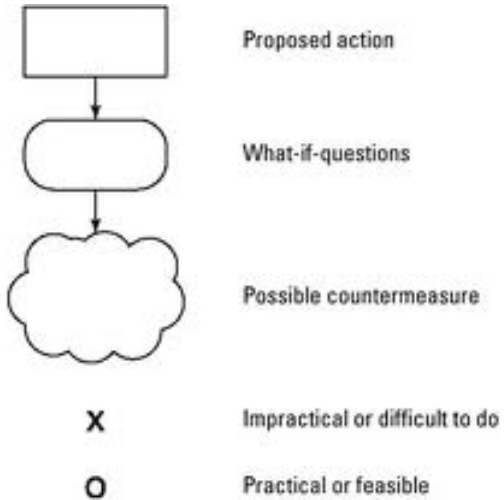 Proposed action
What-if-questions
Possible countermeasure
X Impractical or difficult to do
O Practical or feasible